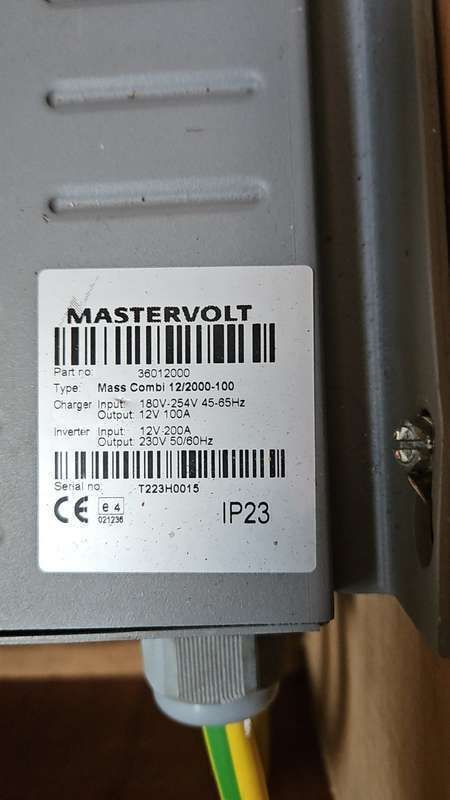 MASTERVOLT
Part no: 36012000
Type: Mass Combi 12/2000-100
Charger Input: 180V-254V 45-65Hz
Output: 12V 100A
Inverter Input: 12V-200A
Output: 230V 50/60Hz
Serial no: T223H0015
CE e4 IP23
021236